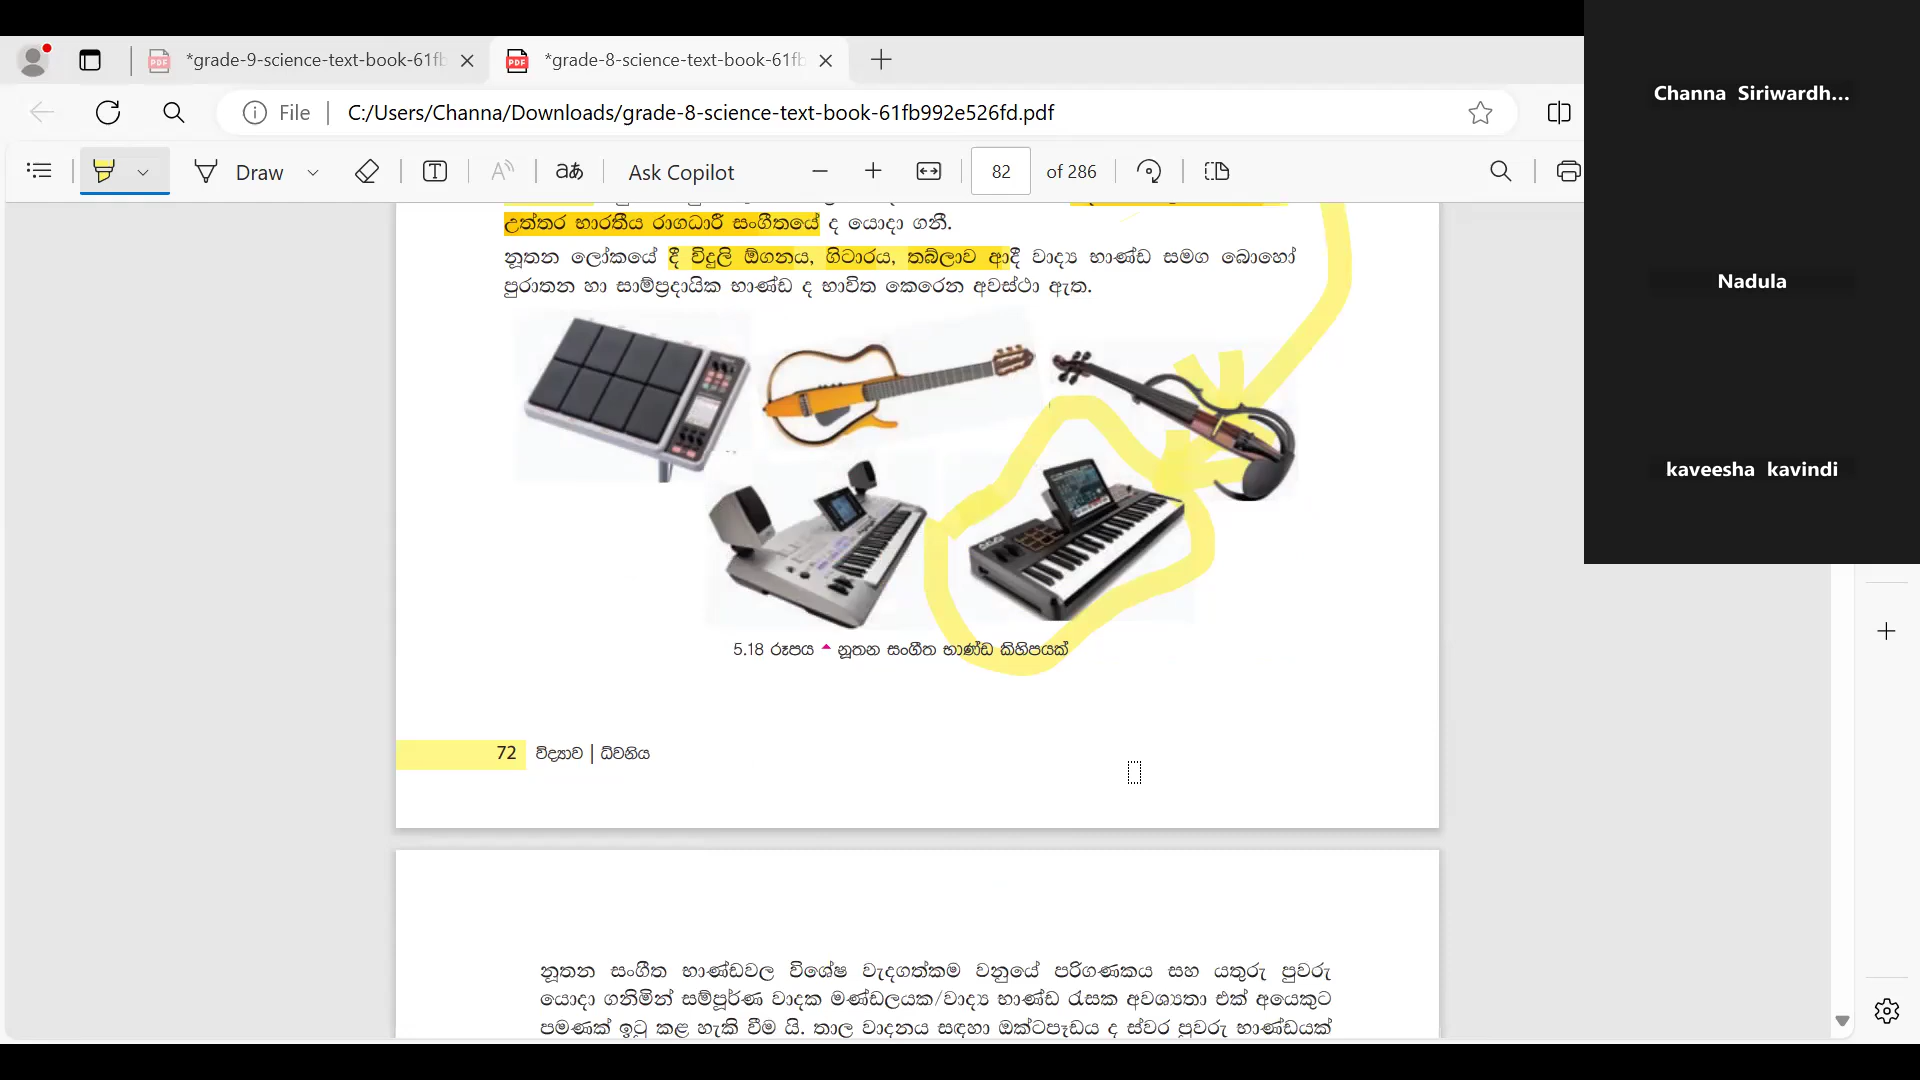 *grade-9-science-text-book-61fb
*grade-8-science-text-book-61fb
File
C:/Users/Channa/Downloads/grade-8-science-text-book-61fb992e526fd.pdf
Draw
aあ
Ask Copilot
82 of 286
Channa Siriwardh...
Nadula
kaveesha kavindi
උත්තර භාරතීය රාගධාරී සංගීතයේ ද යොදා ගනී.
නූතන ලෝකයේ දී විදුලි ඕගනය, ගිටාරය, තබ්ලාව ආදී වාද්‍ය භාණ්ඩ සමග බොහෝ
පුරාතන හා සාම්ප්‍රදායික භාණ්ඩ ද භාවිත කෙරෙන අවස්ථා ඇත.
5.18 රූපය ▲ නූතන සංගීත භාණ්ඩ කිහිපයක්
72 විද්‍යාව | ධ්වනිය
නූතන සංගීත භාණ්ඩවල විශේෂ වැදගත්කම වනුයේ පරිගණකය සහ යතුරු පුවරු
යොදා ගනිමින් සම්පූර්ණ වාදක මණ්ඩලයක/වාද්‍ය භාණ්ඩ රැසක අවශ්‍යතා එක් අයෙකුට
පමණක් ඉටු කළ හැකි වීම යි. තාල වාදනය සඳහා ඔක්ටපෑඩය ද ස්වර පුවරු භාණ්ඩයක්